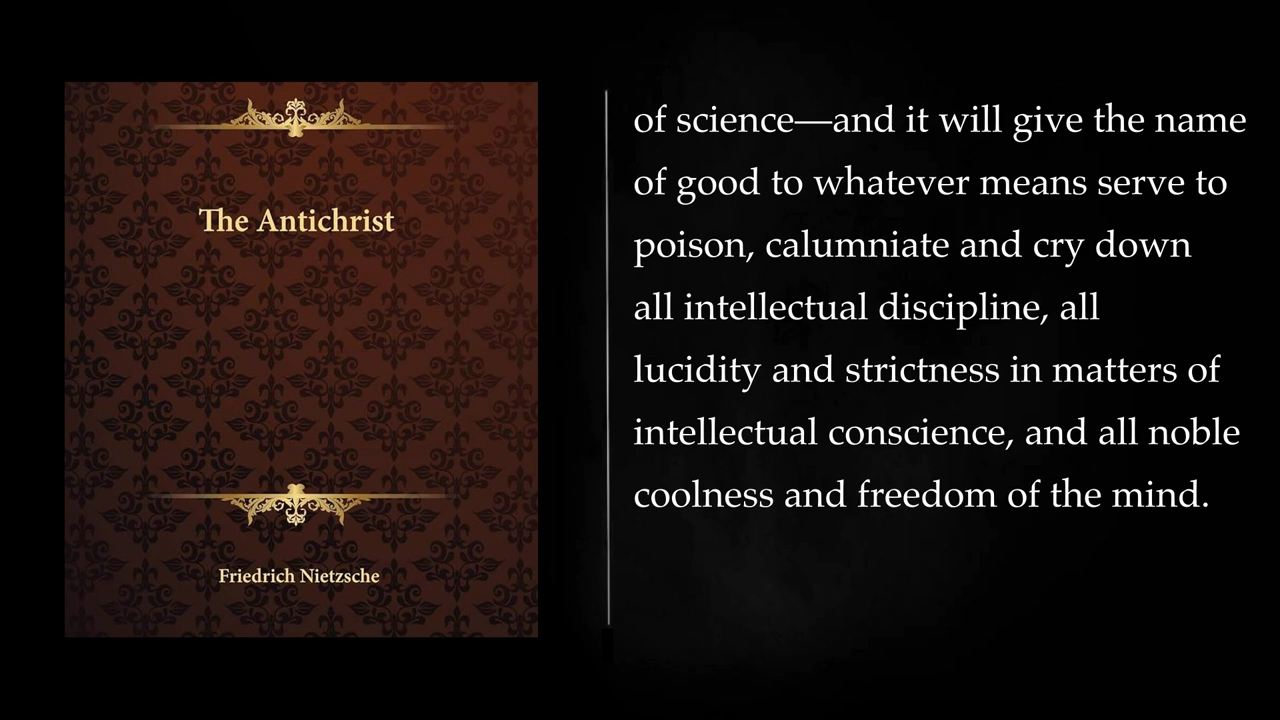 The Antichrist
Friedrich Nietzsche
of science—and it will give the name
of good to whatever means serve to
poison, calumniate and cry down
all intellectual discipline, all
lucidity and strictness in matters of
intellectual conscience, and all noble
coolness and freedom of the mind.